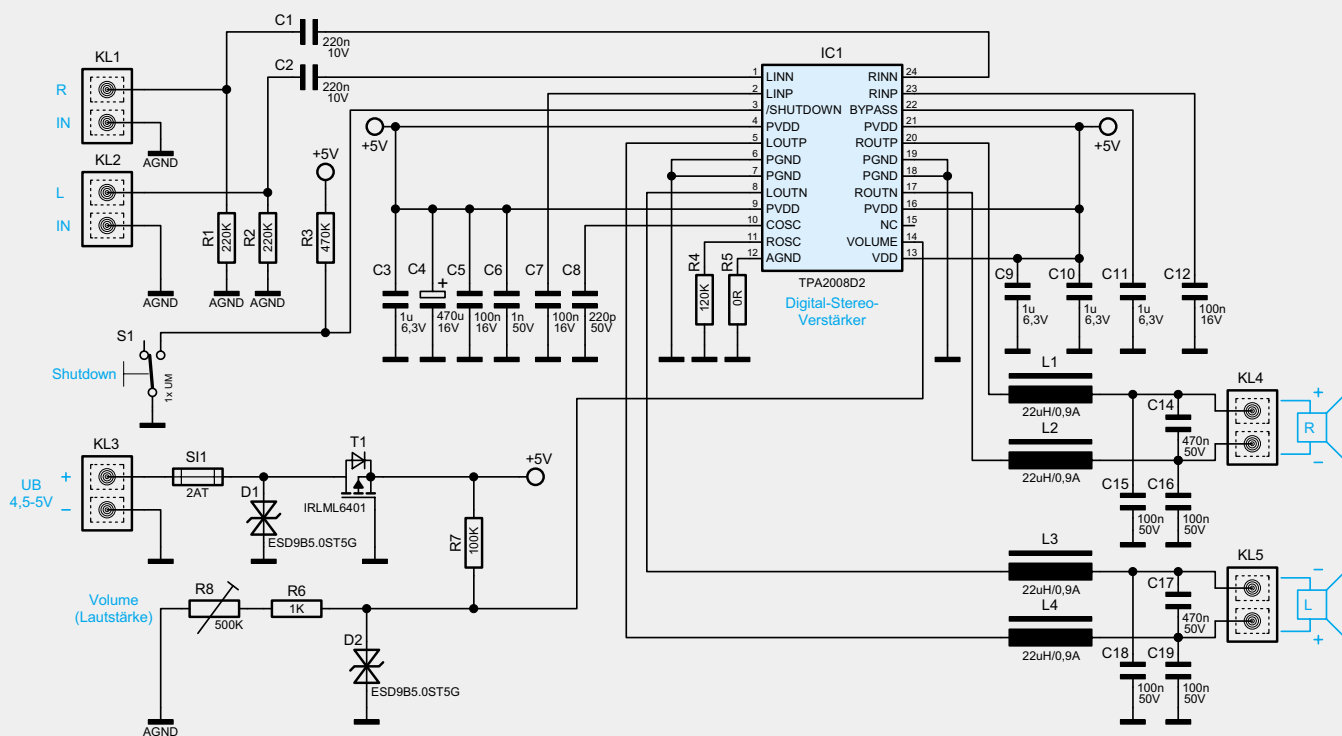 C1
220n
10V
C2
220n
10V
KL1
R
IN
AGND
KL2
L
IN
AGND
R1
220K
AGND
R2
220K
AGND
+5V
R3
470K
S1
Shutdown
1x UM
+5V
IC1
1 LINN RINN 24
2 LINP RINP 23
3 /SHUTDOWN BYPASS 22
4 PVDD PVDD 21
5 LOUTP ROUTP 20
6 PGND PGND 19
7 PGND PGND 18
8 LOUTN ROUTN 17
9 PVDD PVDD 16
10 COSC NC 15
11 ROSC VOLUME 14
12 AGND VDD 13
TPA2008D2
Digital-Stereo-
Verstärker
+5V
C3
1u
6,3V
C4
+
470u
16V
C5
100n
16V
C6
1n
50V
C7
100n
16V
C8
220p
50V
R4
120K
R5
0R
C9
1u
6,3V
C10
1u
6,3V
C11
1u
6,3V
C12
100n
16V
KL3
UB
4,5-5V
+
−
SI1
2AT
D1
ESD9B5.0ST5G
T1
IRLML6401
+5V
R7
100K
Volume
(Lautstärke)
R8
500K
R6
1K
D2
ESD9B5.0ST5G
AGND
L1
22uH/0,9A
L2
22uH/0,9A
C14
470n
50V
C15
100n
50V
C16
100n
50V
KL4
+
R
−
L3
22uH/0,9A
L4
22uH/0,9A
C17
470n
50V
C18
100n
50V
C19
100n
50V
KL5
−
L
+